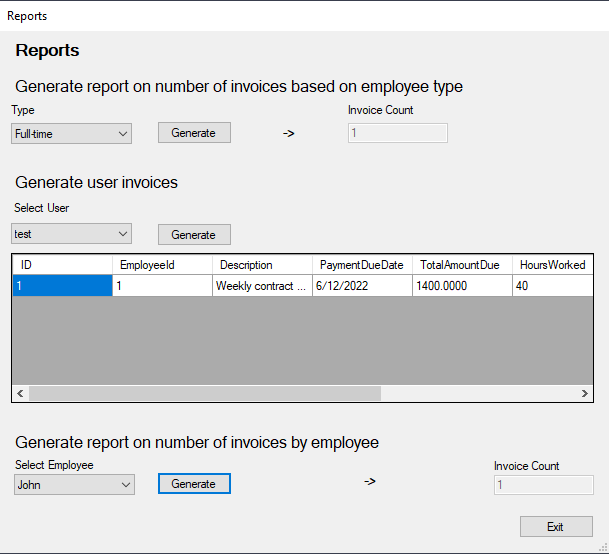 Reports
Reports
Generate report on number of invoices based on employee type
Type Invoice Count
Full-time Generate -> 1
Generate user invoices
Select User
test Generate
ID EmployeeId Description PaymentDueDate TotalAmountDue HoursWorked
1 1 Weekly contract ... 6/12/2022 1400.0000 40
Generate report on number of invoices by employee
Select Employee Invoice Count
John Generate -> 1
Exit